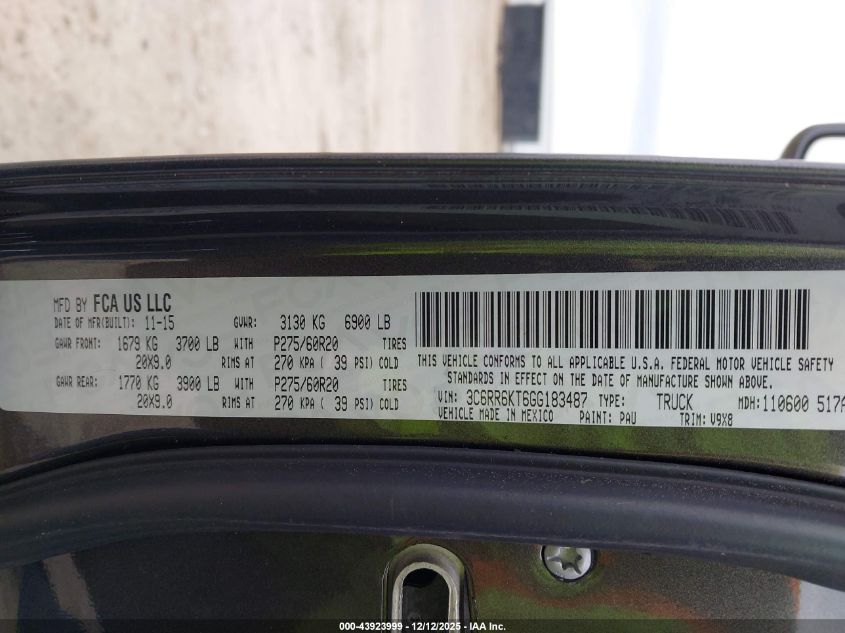 MFD BY FCA US LLC
DATE OF MFR(BUILT): 11-15 GVWR: 3130 KG 6900 LB
GAWR FRONT: 1679 KG 3700 LB WITH P275/60R20 TIRES
20X9.0 RIMS AT 270 KPA ( 39 PSI) COLD
GAWR REAR: 1770 KG 3900 LB WITH P275/60R20 TIRES
20X9.0 RIMS AT 270 KPA ( 39 PSI) COLD
THIS VEHICLE CONFORMS TO ALL APPLICABLE U.S.A. FEDERAL MOTOR VEHICLE SAFETY
STANDARDS IN EFFECT ON THE DATE OF MANUFACTURE SHOWN ABOVE.
VIN: 3C6RR6KT6GG183487 TYPE: TRUCK MDH: 110600 517A
VEHICLE MADE IN MEXICO PAINT: PAU TRIM: V9X8
000-43923999 - 12/12/2025 - IAA, Inc.